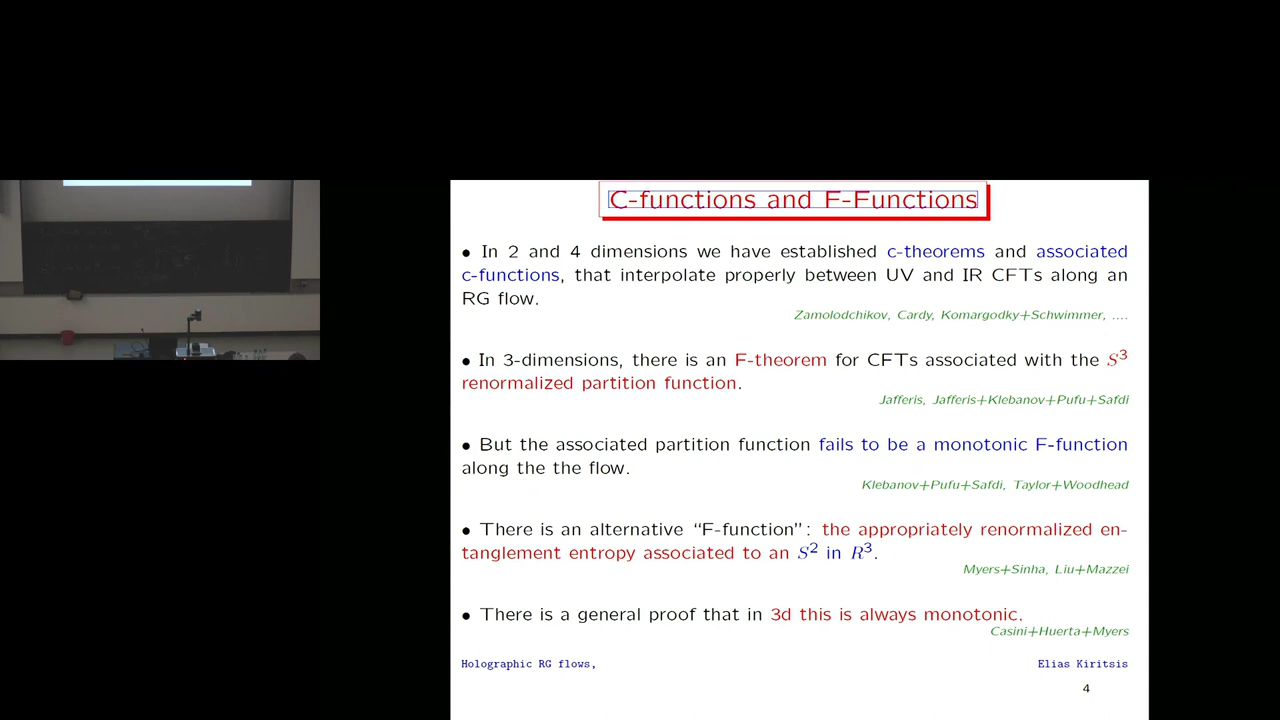 C-functions and F-Functions
• In 2 and 4 dimensions we have established c-theorems and associated
c-functions, that interpolate properly between UV and IR CFTs along an
RG flow.
Zamolodchikov, Cardy, Komargodky+Schwimmer, ....
• In 3-dimensions, there is an F-theorem for CFTs associated with the S³
renormalized partition function.
Jafferis, Jafferis+Klebanov+Pufu+Safdi
• But the associated partition function fails to be a monotonic F-function
along the the flow.
Klebanov+Pufu+Safdi, Taylor+Woodhead
• There is an alternative “F-function”: the appropriately renormalized en-
tanglement entropy associated to an S² in R³.
Myers+Sinha, Liu+Mazzei
• There is a general proof that in 3d this is always monotonic.
Casini+Huerta+Myers
Holographic RG flows, Elias Kiritsis
4